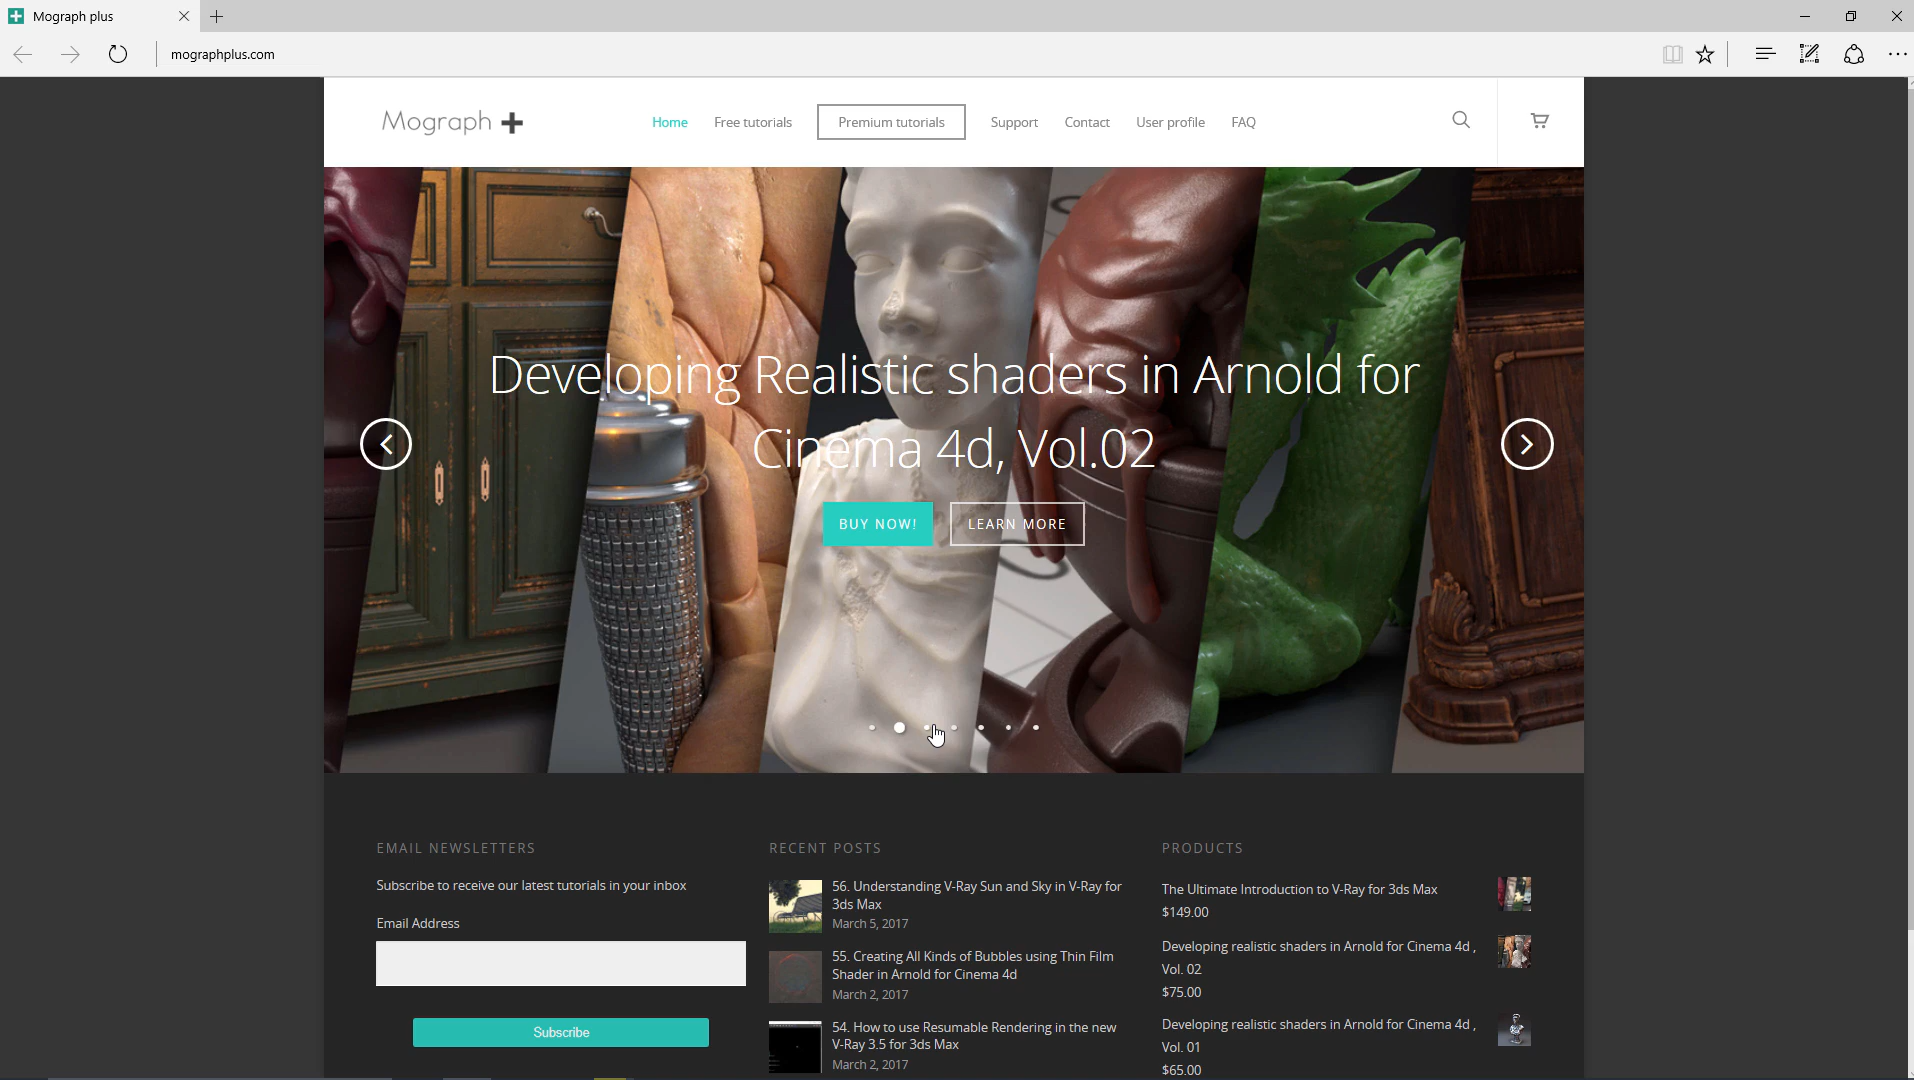 Mograph plus
mographplus.com
Mograph
Home
Free tutorials
Premium tutorials
Support
Contact
User profile
FAQ
Developing Realistic shaders in Arnold for
Cinema 4d, Vol.02
BUY NOW!
LEARN MORE
EMAIL NEWSLETTERS
Subscribe to receive our latest tutorials in your inbox
Email Address
Subscribe
RECENT POSTS
56. Understanding V-Ray Sun and Sky in V-Ray for
3ds Max
March 5, 2017
55. Creating All Kinds of Bubbles using Thin Film
Shader in Arnold for Cinema 4d
March 2, 2017
54. How to use Resumable Rendering in the new
V-Ray 3.5 for 3ds Max
March 2, 2017
PRODUCTS
The Ultimate Introduction to V-Ray for 3ds Max
$149.00
Developing realistic shaders in Arnold for Cinema 4d ,
Vol. 02
$75.00
Developing realistic shaders in Arnold for Cinema 4d ,
Vol. 01
$65.00